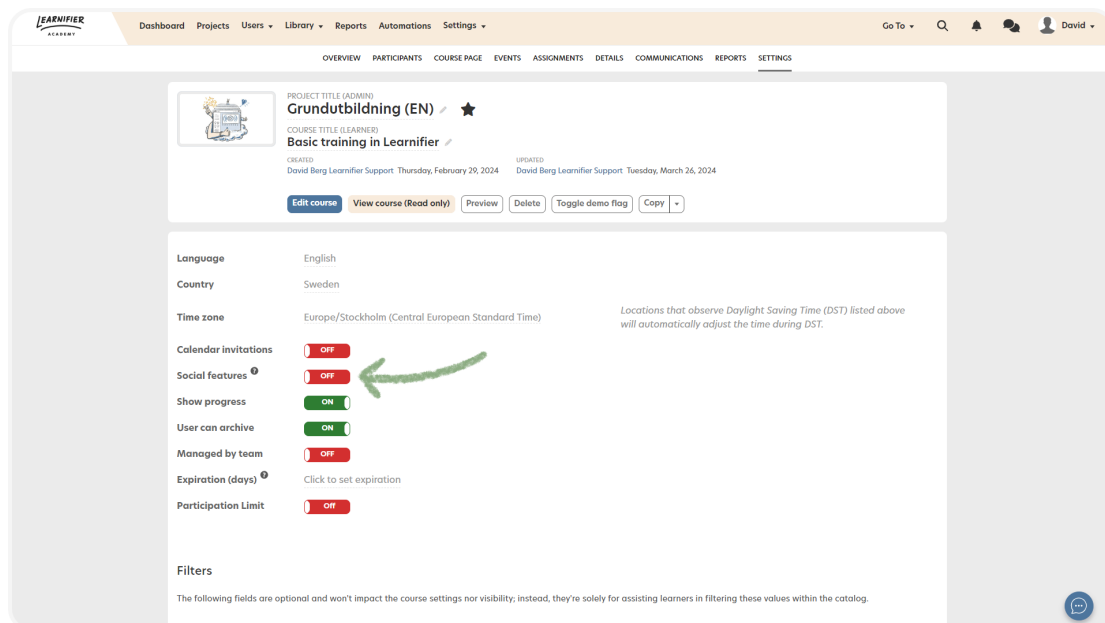 LEARNIFIER
ACADEMY
Dashboard Projects Users Library Reports Automations Settings Go To David
OVERVIEW PARTICIPANTS COURSE PAGE EVENTS ASSIGNMENTS DETAILS COMMUNICATIONS REPORTS SETTINGS
PROJECT TITLE (ADMIN)
Grundutbildning (EN)
COURSE TITLE (LEARNER)
Basic training in Learnifier
CREATED UPDATED
David Berg Learnifier Support Thursday, February 29, 2024 David Berg Learnifier Support Tuesday, March 26, 2024
Edit course View course (Read only) Preview Delete Toggle demo flag Copy
Language English
Country Sweden
Time zone Europe/Stockholm (Central European Standard Time) Locations that observe Daylight Saving Time (DST) listed above
will automatically adjust the time during DST.
Calendar invitations OFF
Social features ? OFF
Show progress ON
User can archive ON
Managed by team OFF
Expiration (days) ? Click to set expiration
Participation Limit Off
Filters
The following fields are optional and won't impact the course settings nor visibility; instead, they're solely for assisting learners in filtering these values within the catalog.